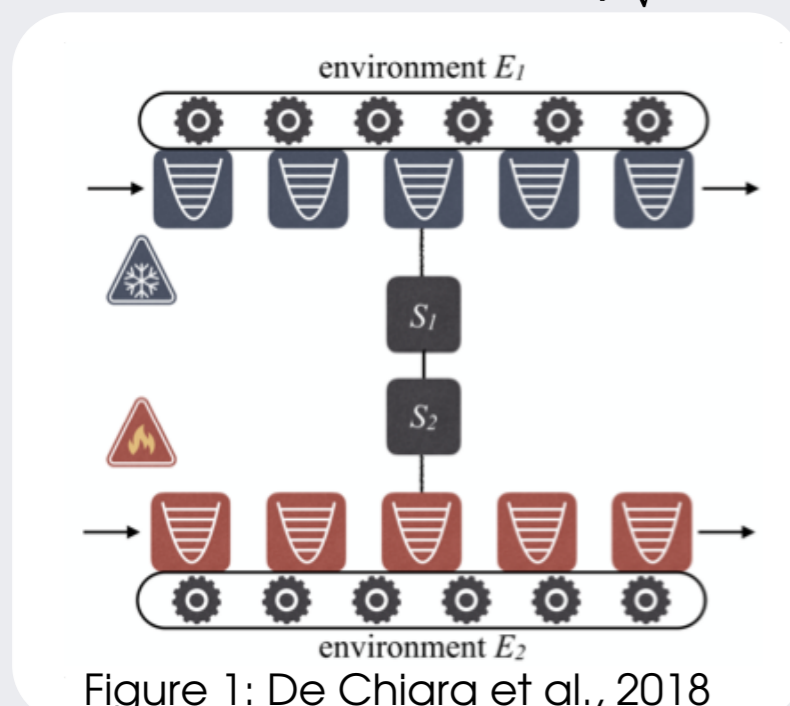 environment E1
S1
S2
environment E2
Figure 1: De Chiara et al., 2018